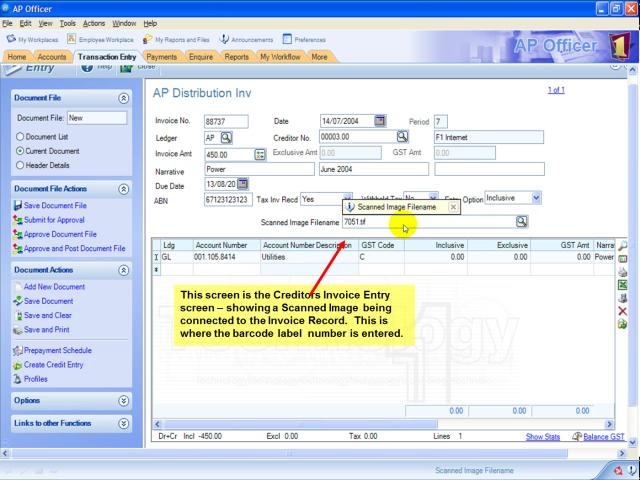 AP Officer
File Edit View Tools Actions Window Help
My Workplaces Employee Workplace My Reports and Files Announcements Preferences
AP Officer
Home Accounts Transaction Entry Payments Enquire Reports My Workflow More
Entry Help Close
Document File
Document File: New
Document List
Current Document
Header Details
Document File Actions
Save Document File
Submit for Approval
Approve Document File
Approve and Post Document File
Document Actions
Add New Document
Save Document
Save and Clear
Save and Print
Prepayment Schedule
Create Credit Entry
Profiles
Options
Links to other Functions
AP Distribution Inv
1 of 1
Invoice No. 88737 Date 14/07/2004 Period 7
Ledger AP Creditor No. 00003.00 F1 Internet
Invoice Amt 450.00 Exclusive Amt 0.00 GST Amt 0.00
Narrative Power June 2004
Due Date 13/08/20
ABN 67123123123 Tax Inv Recd Yes Withheld Tax No Entry Option Inclusive
Scanned Image Filename
Scanned Image Filename 7051.tif
Ldg Account Number Account Number Description GST Code Inclusive Exclusive GST Amt Narra
GL 001.105.8414 Utilities C 0.00 0.00 0.00 Power
This screen is the Creditors Invoice Entry
screen – showing a Scanned Image being
connected to the Invoice Record. This is
where the barcode label number is entered.
0.00 0.00 0.00
Dr+Cr Incl -450.00 Excl 0.00 Tax 0.00 Lines 1 Show Stats Balance GST
Scanned Image Filename